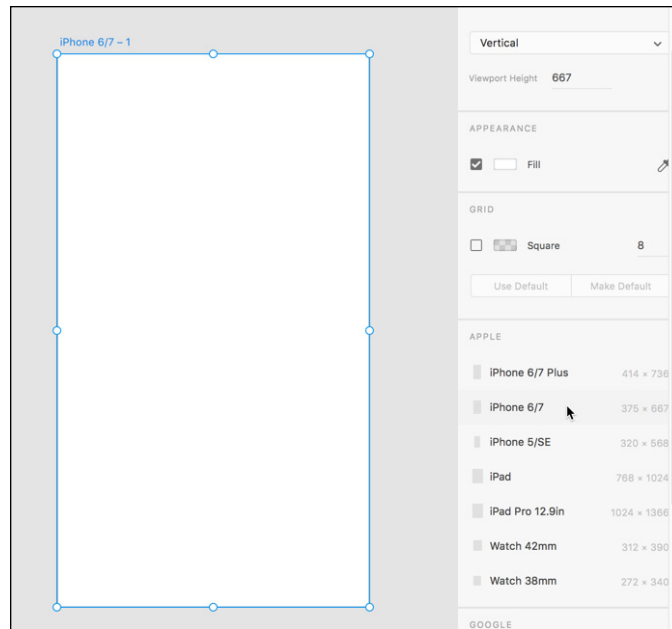 iPhone 6/7 – 1
Vertical
Viewport Height 667
APPEARANCE
Fill
GRID
Square 8
Use Default Make Default
APPLE
iPhone 6/7 Plus 414 × 736
iPhone 6/7 375 × 667
iPhone 5/SE 320 × 568
iPad 768 × 1024
iPad Pro 12.9in 1024 × 1366
Watch 42mm 312 × 390
Watch 38mm 272 × 340
GOOGLE